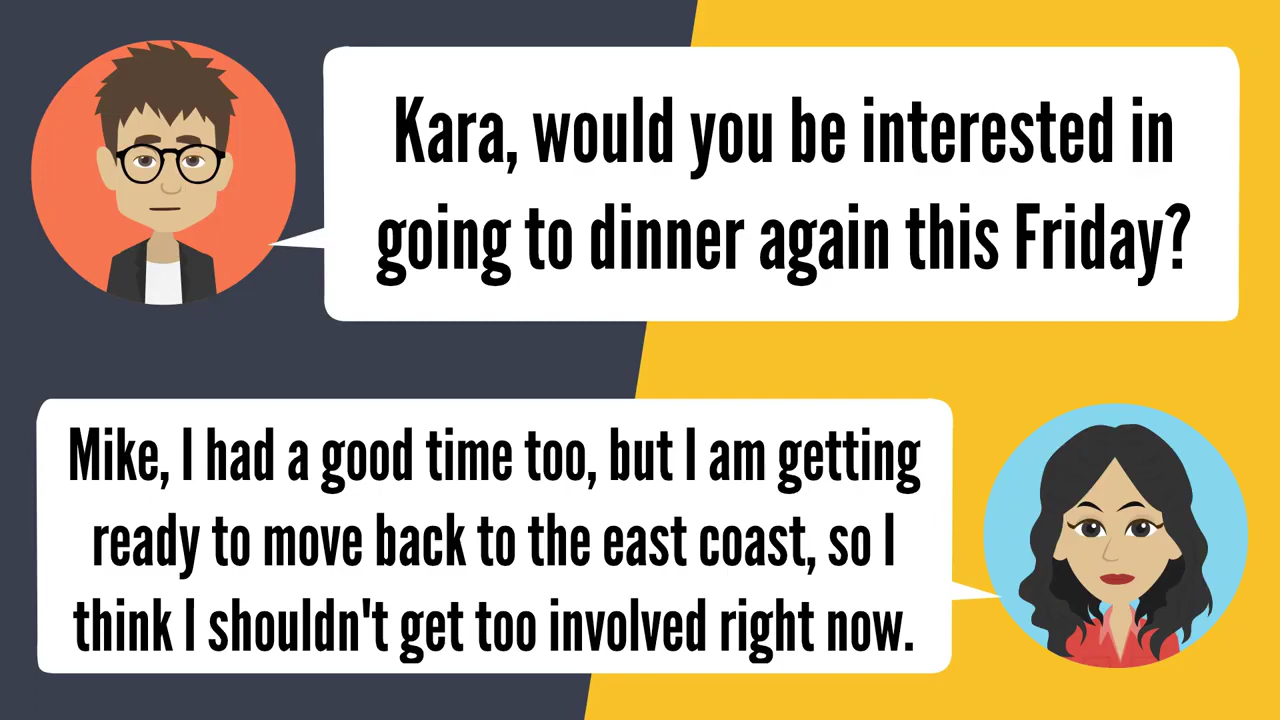 Kara, would you be interested in
going to dinner again this Friday?
Mike, I had a good time too, but I am getting
ready to move back to the east coast, so I
think I shouldn't get too involved right now.